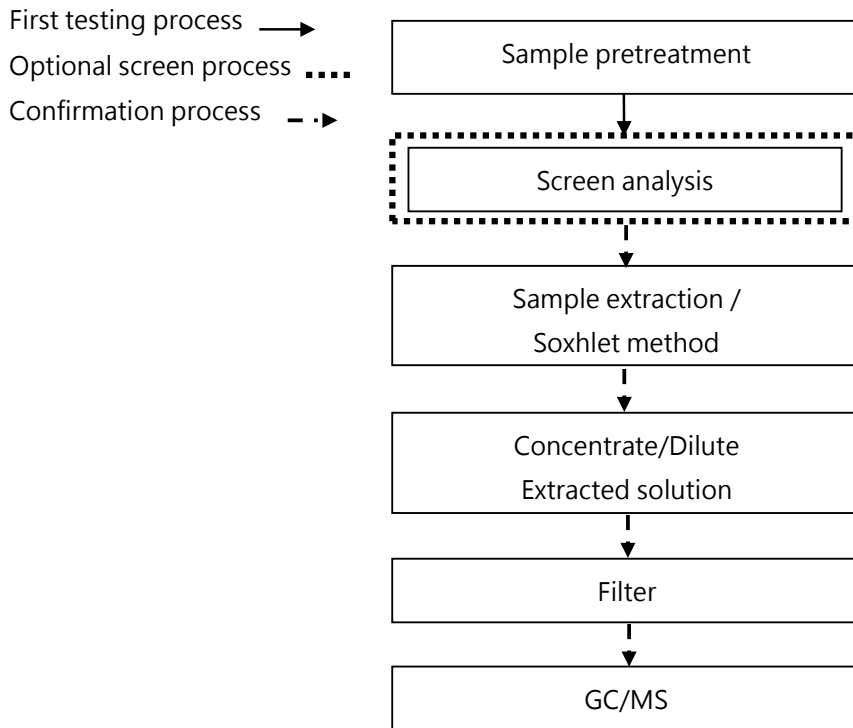 First testing process
Optional screen process
Confirmation process
Sample pretreatment
Screen analysis
Sample extraction /
Soxhlet method
Concentrate/Dilute
Extracted solution
Filter
GC/MS